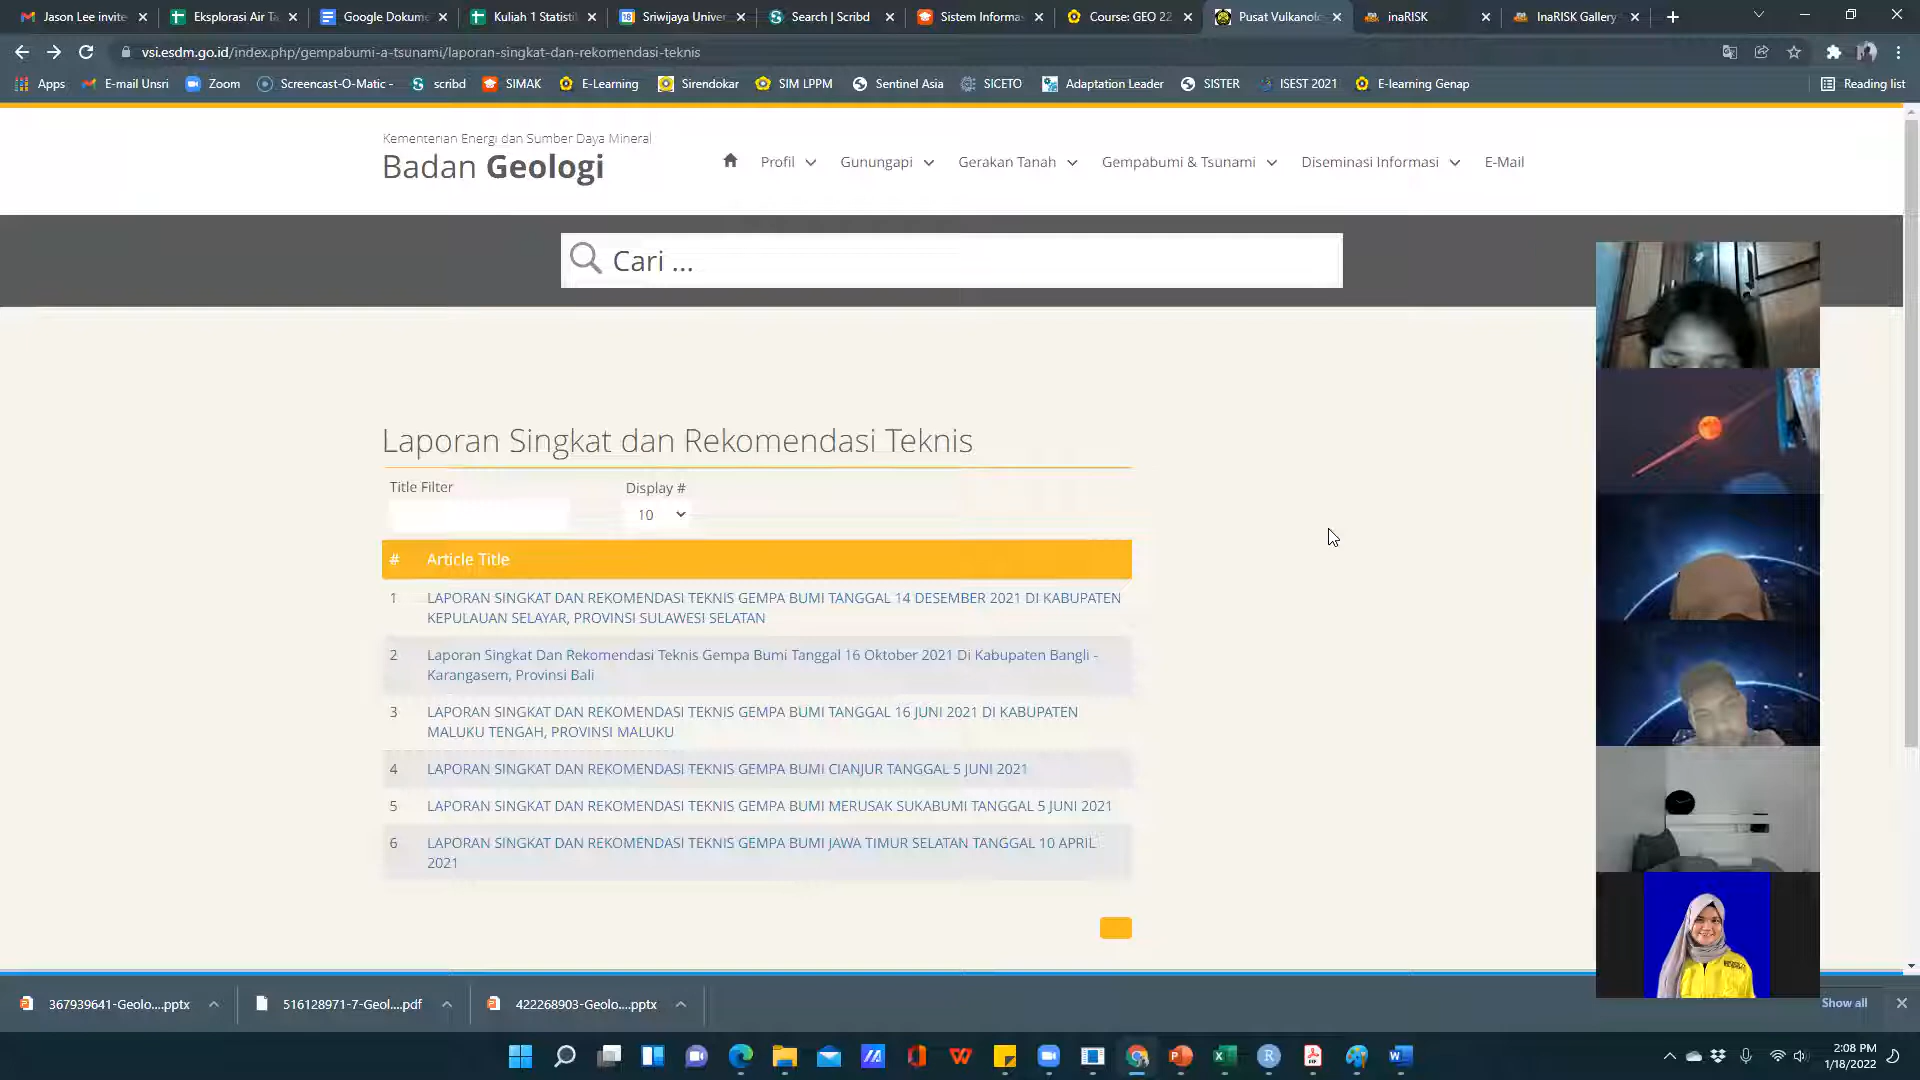 Jason Lee invite
Eksplorasi Air Ta
Google Dokume
Kuliah 1 Statisti
Sriwijaya Univer
Search | Scribd
Sistem Informas
Course: GEO 22
Pusat Vulkanolo
inaRISK
InaRISK Gallery
vsi.esdm.go.id/index.php/gempabumi-a-tsunami/laporan-singkat-dan-rekomendasi-teknis
Apps
E-mail Unsri
Zoom
Screencast-O-Matic -
scribd
SIMAK
E-Learning
Sirendokar
SIM LPPM
Sentinel Asia
SICETO
Adaptation Leader
SISTER
ISEST 2021
E-learning Genap
Reading list
Kementerian Energi dan Sumber Daya Mineral
Badan Geologi
Profil
Gunungapi
Gerakan Tanah
Gempabumi & Tsunami
Diseminasi Informasi
E-Mail
Cari ...
Laporan Singkat dan Rekomendasi Teknis
Title Filter
Display #
10
# Article Title
1 LAPORAN SINGKAT DAN REKOMENDASI TEKNIS GEMPA BUMI TANGGAL 14 DESEMBER 2021 DI KABUPATEN
KEPULAUAN SELAYAR, PROVINSI SULAWESI SELATAN
2 Laporan Singkat Dan Rekomendasi Teknis Gempa Bumi Tanggal 16 Oktober 2021 Di Kabupaten Bangli -
Karangasem, Provinsi Bali
3 LAPORAN SINGKAT DAN REKOMENDASI TEKNIS GEMPA BUMI TANGGAL 16 JUNI 2021 DI KABUPATEN
MALUKU TENGAH, PROVINSI MALUKU
4 LAPORAN SINGKAT DAN REKOMENDASI TEKNIS GEMPA BUMI CIANJUR TANGGAL 5 JUNI 2021
5 LAPORAN SINGKAT DAN REKOMENDASI TEKNIS GEMPA BUMI MERUSAK SUKABUMI TANGGAL 5 JUNI 2021
6 LAPORAN SINGKAT DAN REKOMENDASI TEKNIS GEMPA BUMI JAWA TIMUR SELATAN TANGGAL 10 APRIL
2021
367939641-Geolo....pptx
516128971-7-Geol....pdf
422268903-Geolo....pptx
Show all
2:08 PM
1/18/2022